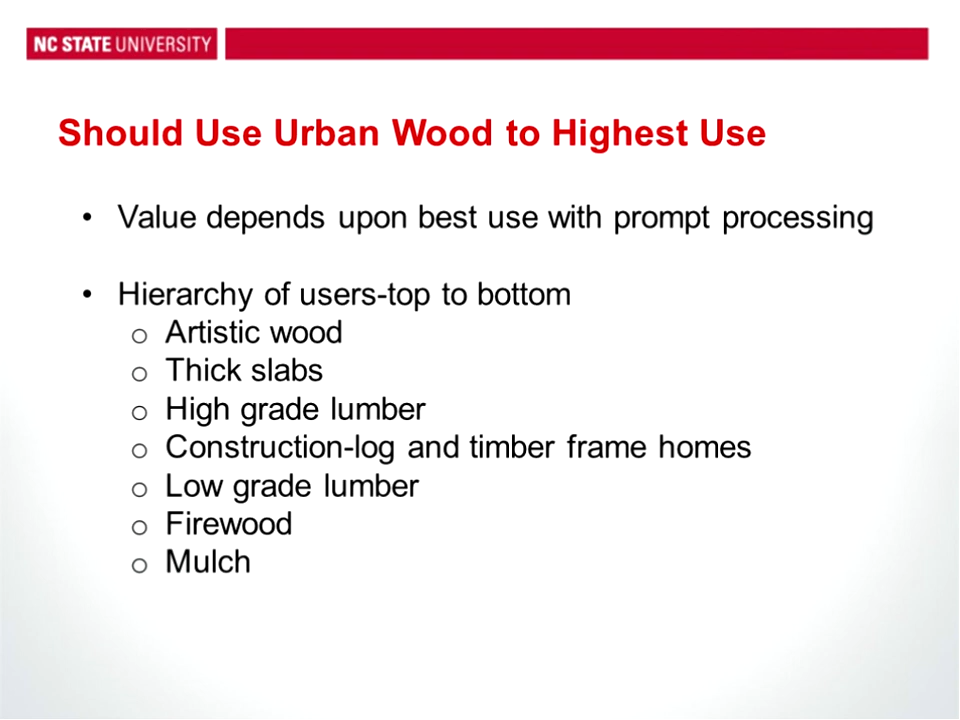 NC STATE UNIVERSITY
Should Use Urban Wood to Highest Use
• Value depends upon best use with prompt processing
• Hierarchy of users-top to bottom
o Artistic wood
o Thick slabs
o High grade lumber
o Construction-log and timber frame homes
o Low grade lumber
o Firewood
o Mulch